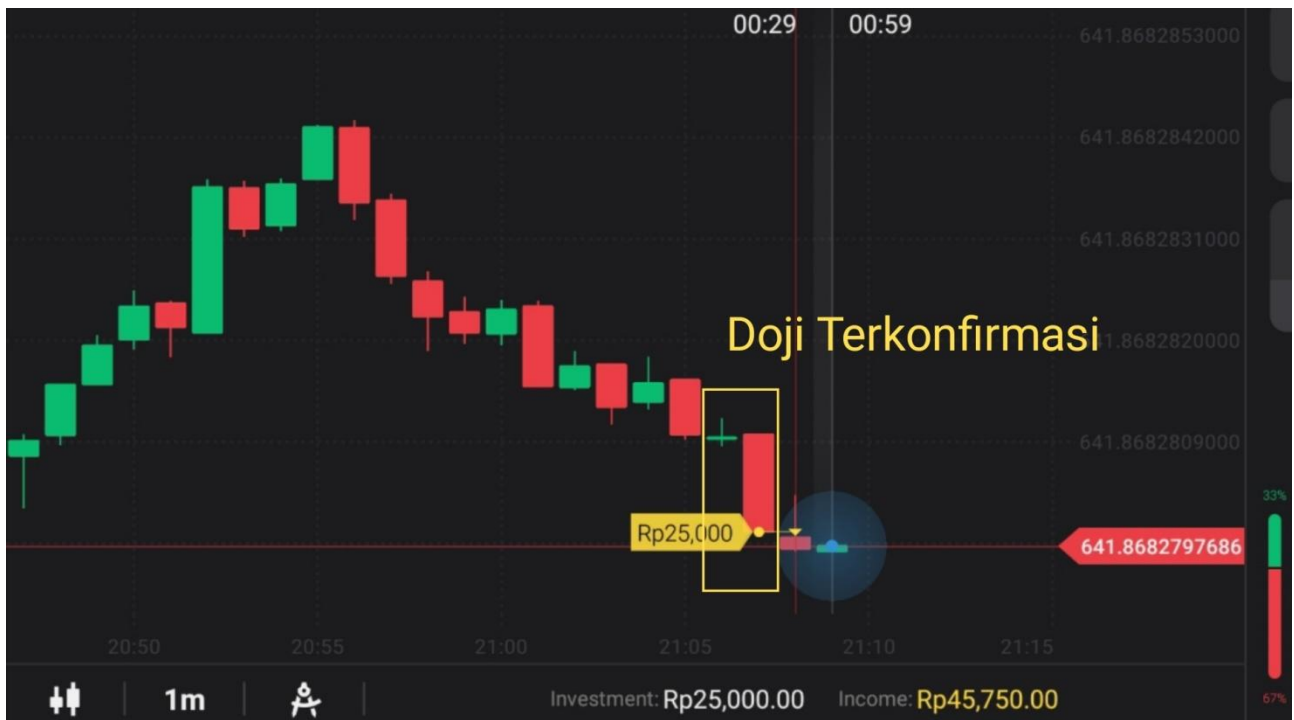 00:29 00:59
641.8682853000
641.8682842000
641.8682831000
Doji Terkonfirmasi
641.8682820000
641.8682809000
33%
Rp25,000
641.8682797686
20:50 20:55 21:00 21:05 21:10 21:15
1m Investment: Rp25,000.00 Income: Rp45,750.00
67%